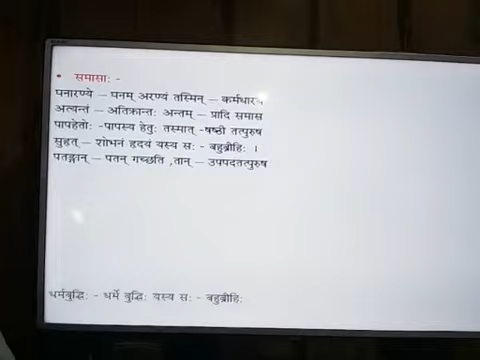 • समासाः -
घनारण्ये – घनम् अरण्यं तस्मिन् – कर्मधारय
अत्यन्तं – अतिक्रान्तः अन्तम् – प्रादि समास
पापहेतोः -पापस्य हेतुः तस्मात् -षष्ठी तत्पुरुष
सुहृत् – शोभनं हृदयं यस्य सः - बहुव्रीहिः ।
पतङ्गान् – पतन् गच्छति ,तान् – उपपदतत्पुरुष
धर्मबुद्धिः - धर्मे बुद्धिः यस्य सः - बहुव्रीहिः